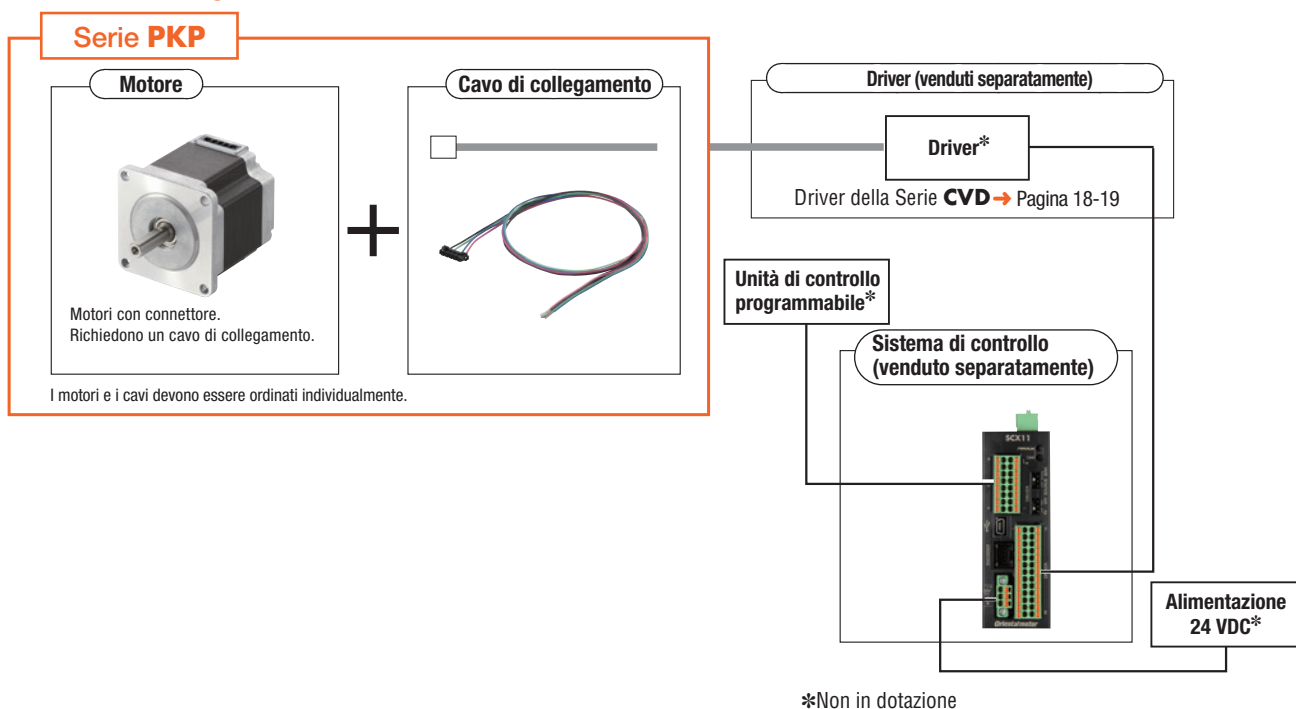 Serie PKP
Motore
Cavo di collegamento
Driver (venduti separatamente)
Driver*
Driver della Serie CVD → Pagina 18-19
Motori con connettore.
Richiedono un cavo di collegamento.
I motori e i cavi devono essere ordinati individualmente.
Unità di controllo
programmabile*
Sistema di controllo
(venduto separatamente)
SCX11
Orientalmotor
Alimentazione
24 VDC*
*Non in dotazione